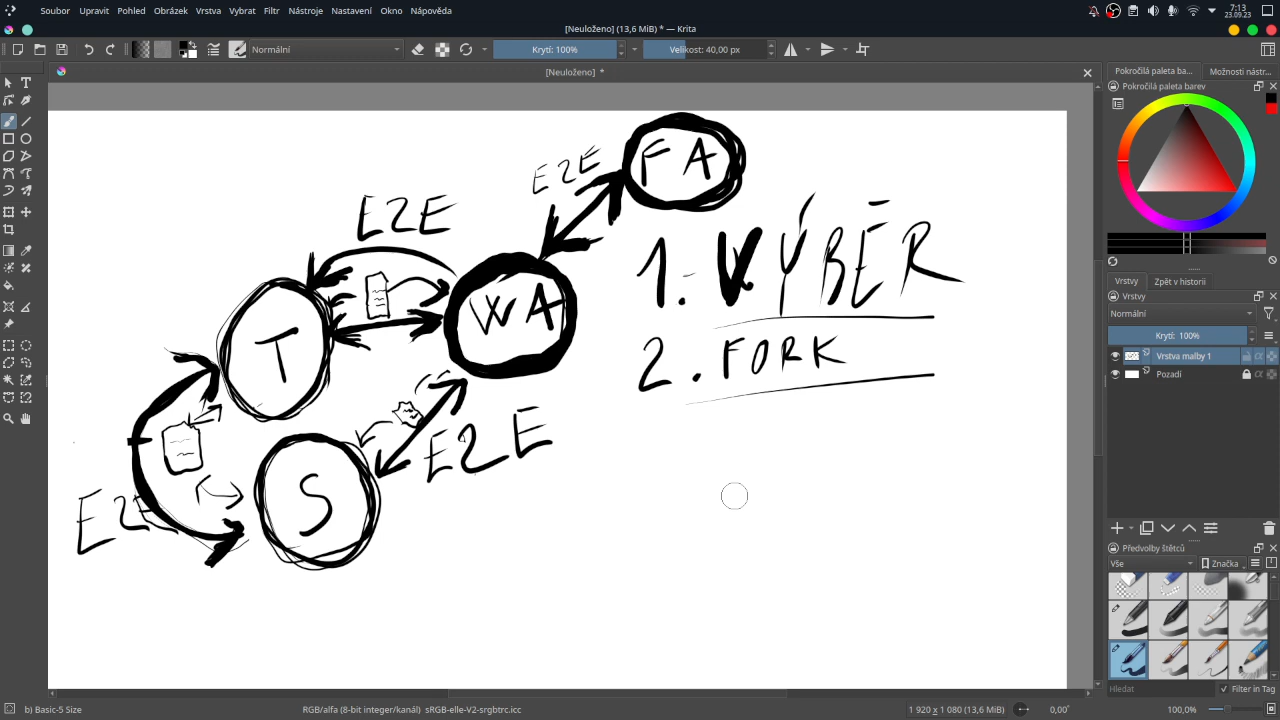 Soubor Upravit Pohled Obrázek Vrstva Vybrat Filtr Nástroje Nastavení Okno Nápověda
7:13
23.09.23
[Neuloženo] (13,6 MiB) * — Krita
Normální
Krytí: 100%
Velikost: 40,00 px
[Neuloženo] *
Pokročilá paleta ba...
Možnosti nástr...
Pokročilá paleta barev
FA
E2E
E2E
1. VÝBĚR
WA
T
2. FORK
E2E
S
E2E
Vrstvy
Zpět v historii
Vrstvy
Normální
Krytí: 100%
Vrstva malby 1
Pozadí
Předvolby štětců
Vše
Značka
Hledat
Filter in Tag
b) Basic-5 Size
RGB/alfa (8-bit integer/kanál) sRGB-elle-V2-srgbtrc.icc
1 920 x 1 080 (13,6 MiB)
0,00°
100,0%